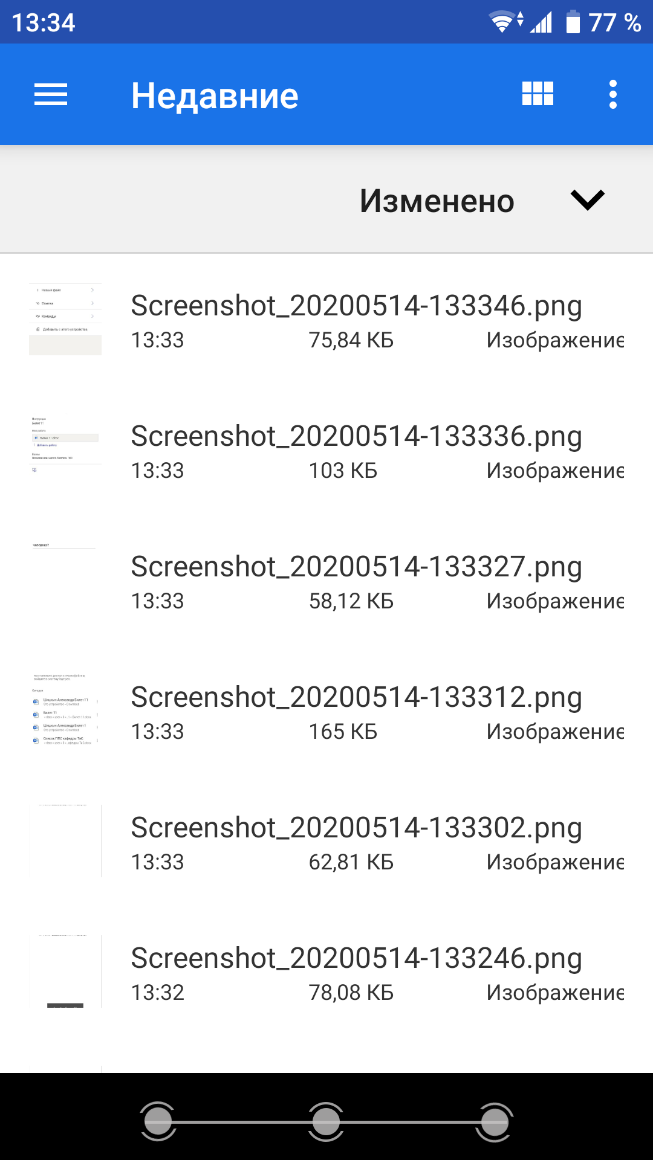 13:34 77 %
Недавние
Изменено
Screenshot_20200514-133346.png
13:33 75,84 КБ Изображение
Screenshot_20200514-133336.png
13:33 103 КБ Изображение
Screenshot_20200514-133327.png
13:33 58,12 КБ Изображение
Screenshot_20200514-133312.png
13:33 165 КБ Изображение
Screenshot_20200514-133302.png
13:33 62,81 КБ Изображение
Screenshot_20200514-133246.png
13:32 78,08 КБ Изображение